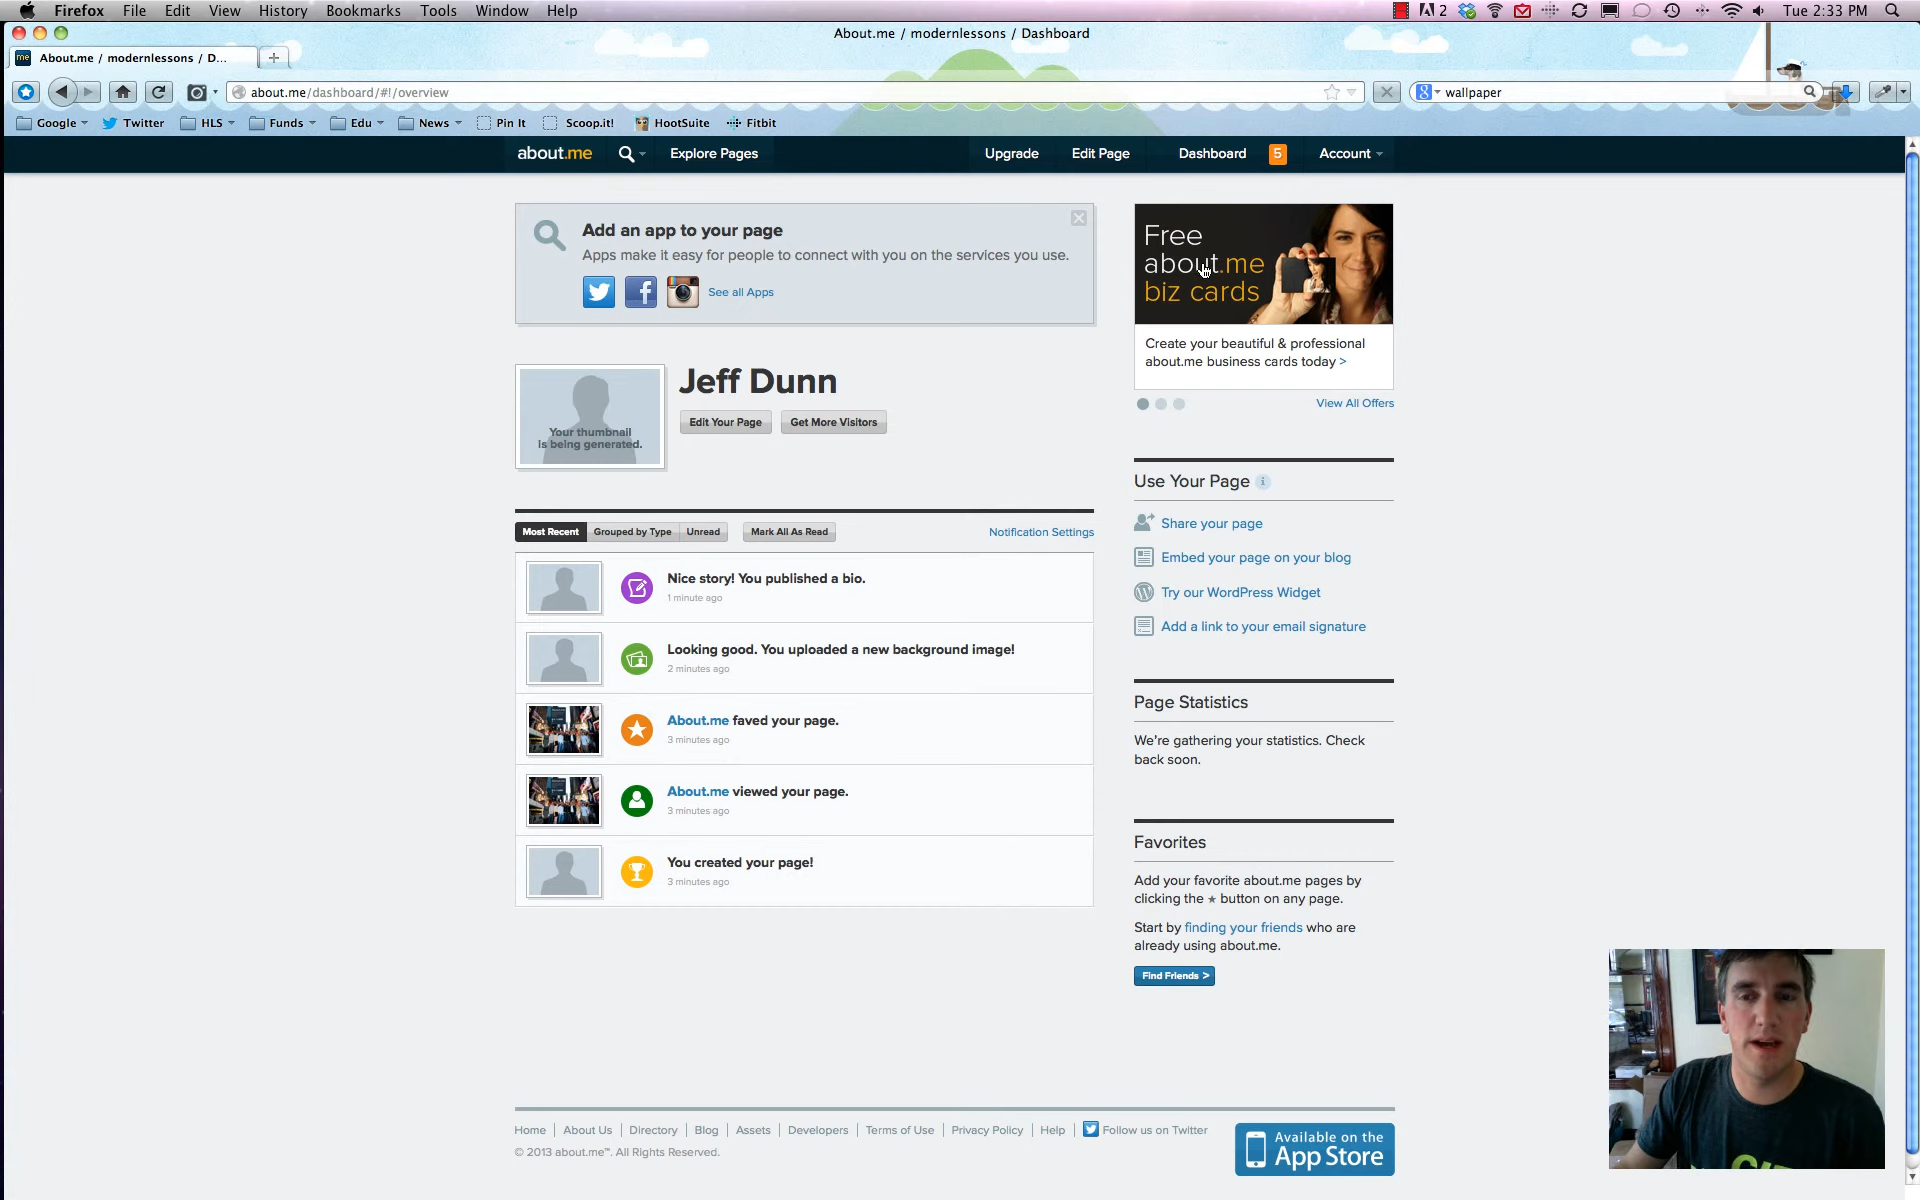 Firefox File Edit View History Bookmarks Tools Window Help 2 Tue 2:33 PM
About.me / modernlessons / Dashboard
me About.me / modernlessons / D...
about.me/dashboard/#!/overview
wallpaper
Google Twitter HLS Funds Edu News Pin It Scoop.it! HootSuite Fitbit
about.me Explore Pages Upgrade Edit Page Dashboard 5 Account
Add an app to your page
Apps make it easy for people to connect with you on the services you use.
See all Apps
Free
about.me
biz cards
Create your beautiful & professional
about.me business cards today >
View All Offers
Your thumbnail
is being generated.
Jeff Dunn
Edit Your Page Get More Visitors
Most Recent Grouped by Type Unread Mark All As Read Notification Settings
Nice story! You published a bio.
1 minute ago
Looking good. You uploaded a new background image!
2 minutes ago
About.me faved your page.
3 minutes ago
About.me viewed your page.
3 minutes ago
You created your page!
3 minutes ago
Use Your Page
Share your page
Embed your page on your blog
Try our WordPress Widget
Add a link to your email signature
Page Statistics
We're gathering your statistics. Check
back soon.
Favorites
Add your favorite about.me pages by
clicking the ★ button on any page.
Start by finding your friends who are
already using about.me.
Find Friends >
Home About Us Directory Blog Assets Developers Terms of Use Privacy Policy Help Follow us on Twitter
© 2013 about.me™. All Rights Reserved.
Available on the
App Store